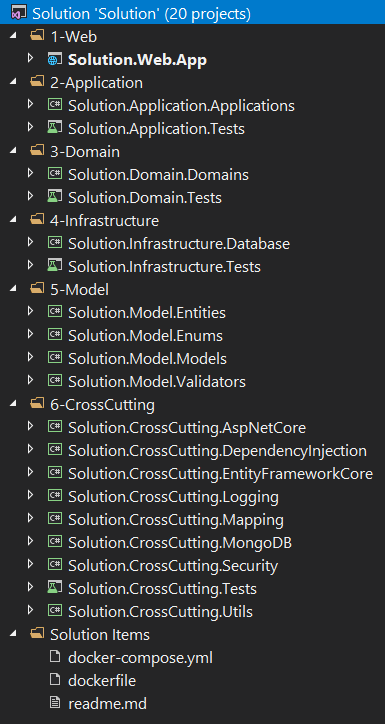 Solution 'Solution' (20 projects)
1-Web
Solution.Web.App
2-Application
Solution.Application.Applications
Solution.Application.Tests
3-Domain
Solution.Domain.Domains
Solution.Domain.Tests
4-Infrastructure
Solution.Infrastructure.Database
Solution.Infrastructure.Tests
5-Model
Solution.Model.Entities
Solution.Model.Enums
Solution.Model.Models
Solution.Model.Validators
6-CrossCutting
Solution.CrossCutting.AspNetCore
Solution.CrossCutting.DependencyInjection
Solution.CrossCutting.EntityFrameworkCore
Solution.CrossCutting.Logging
Solution.CrossCutting.Mapping
Solution.CrossCutting.MongoDB
Solution.CrossCutting.Security
Solution.CrossCutting.Tests
Solution.CrossCutting.Utils
Solution Items
docker-compose.yml
dockerfile
readme.md